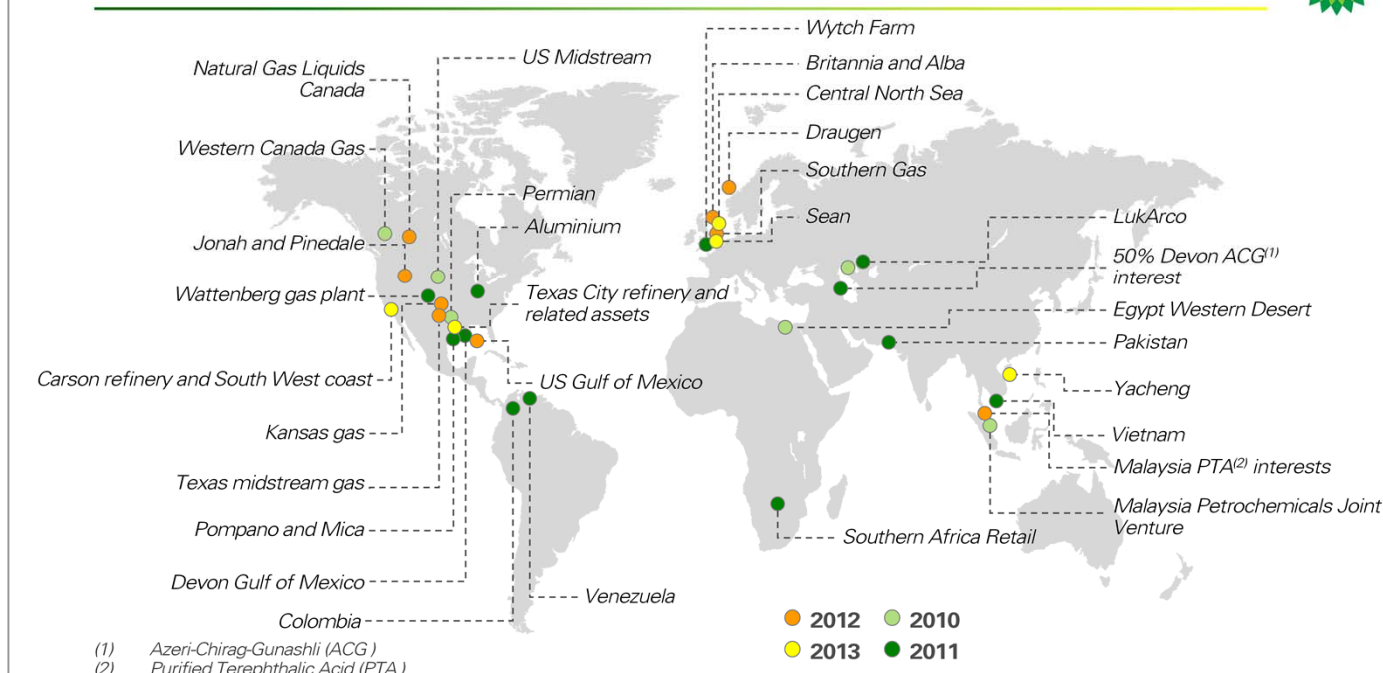 Wytch Farm
US Midstream
Britannia and Alba
Natural Gas Liquids
Canada
Central North Sea
Draugen
Western Canada Gas
Southern Gas
Permian
Sean
LukArco
Aluminium
Jonah and Pinedale
50% Devon ACG(1)
interest
Wattenberg gas plant
Texas City refinery and
related assets
Egypt Western Desert
Pakistan
Carson refinery and South West coast
US Gulf of Mexico
Yacheng
Kansas gas
Vietnam
Malaysia PTA(2) interests
Texas midstream gas
Malaysia Petrochemicals Joint
Venture
Pompano and Mica
Southern Africa Retail
Devon Gulf of Mexico
Venezuela
Colombia
2012
2010
2013
2011
(1) Azeri-Chirag-Gunashli (ACG )
(2) Purified Terephthalic Acid (PTA )